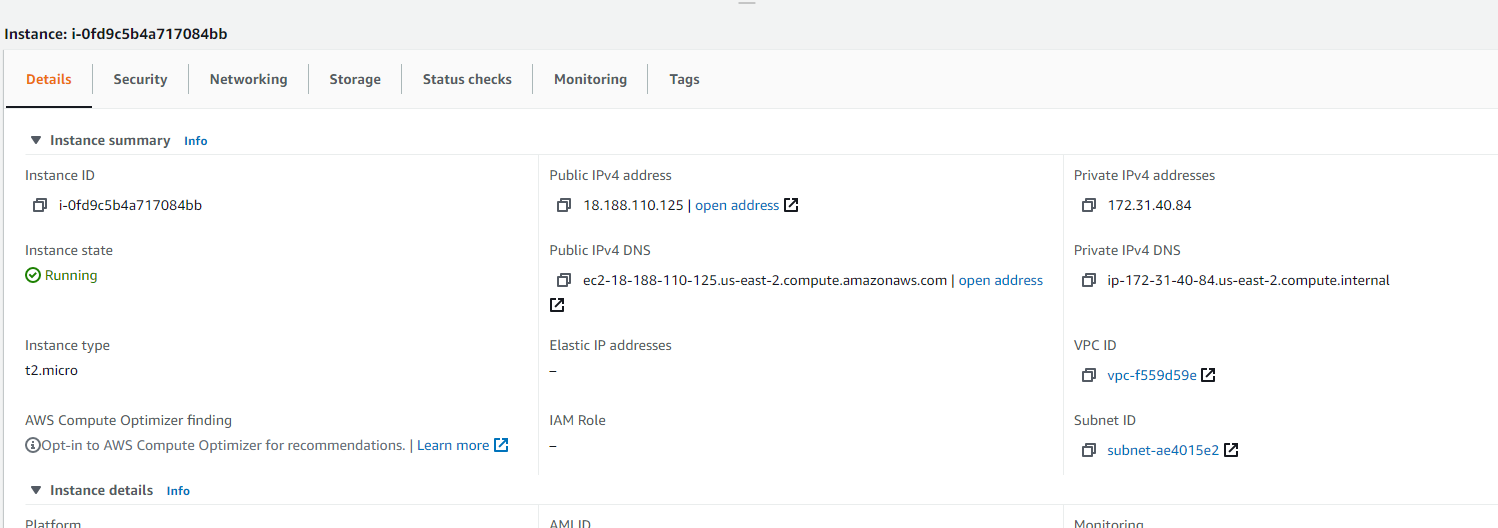 Instance: i-0fd9c5b4a717084bb
Details
Security
Networking
Storage
Status checks
Monitoring
Tags
Instance summary Info
Instance ID
i-0fd9c5b4a717084bb
Public IPv4 address
18.188.110.125 | open address
Private IPv4 addresses
172.31.40.84
Instance state
Running
Public IPv4 DNS
ec2-18-188-110-125.us-east-2.compute.amazonaws.com | open address
Private IPv4 DNS
ip-172-31-40-84.us-east-2.compute.internal
Instance type
t2.micro
Elastic IP addresses
–
VPC ID
vpc-f559d59e
AWS Compute Optimizer finding
Opt-in to AWS Compute Optimizer for recommendations. | Learn more
IAM Role
–
Subnet ID
subnet-ae4015e2
Instance details Info
Platform
AMI ID
Monitoring